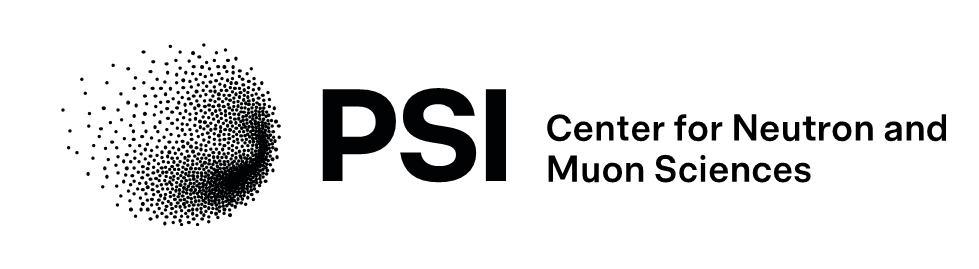 PSI
Center for Neutron and
Muon Sciences